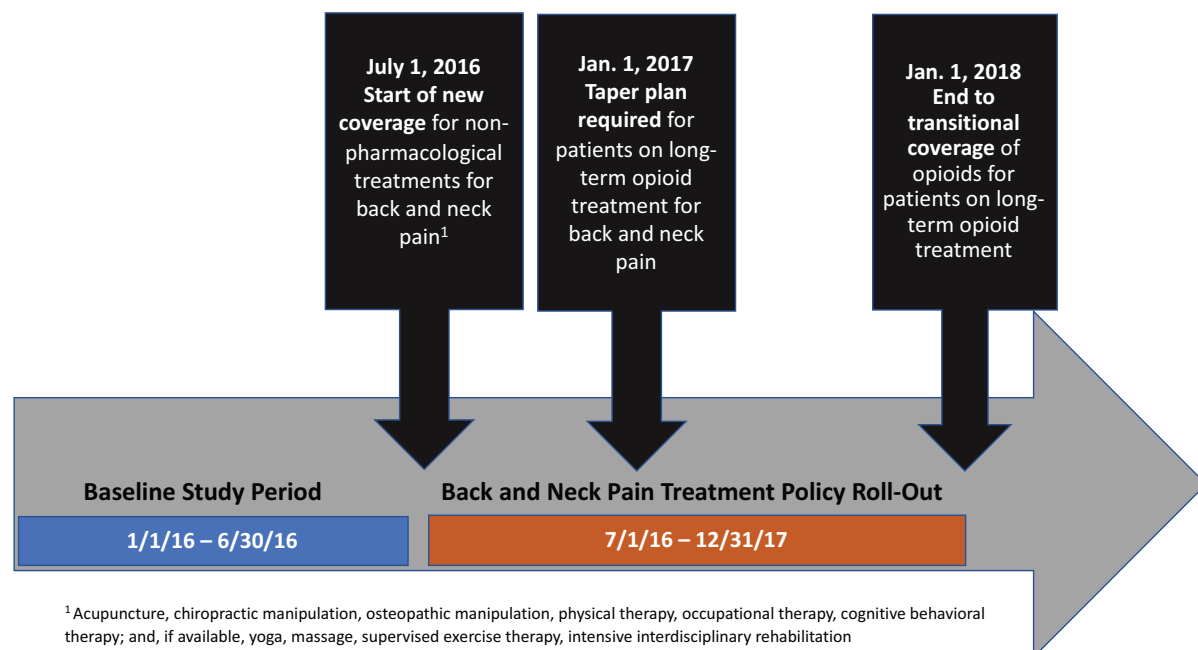 July 1, 2016
Start of new
coverage for non-
pharmacological
treatments for
back and neck
pain¹
Jan. 1, 2017
Taper plan
required for
patients on long-
term opioid
treatment for
back and neck
pain
Jan. 1, 2018
End to
transitional
coverage of
opioids for
patients on long-
term opioid
treatment
Baseline Study Period
Back and Neck Pain Treatment Policy Roll-Out
1/1/16 – 6/30/16
7/1/16 – 12/31/17
¹ Acupuncture, chiropractic manipulation, osteopathic manipulation, physical therapy, occupational therapy, cognitive behavioral
therapy; and, if available, yoga, massage, supervised exercise therapy, intensive interdisciplinary rehabilitation